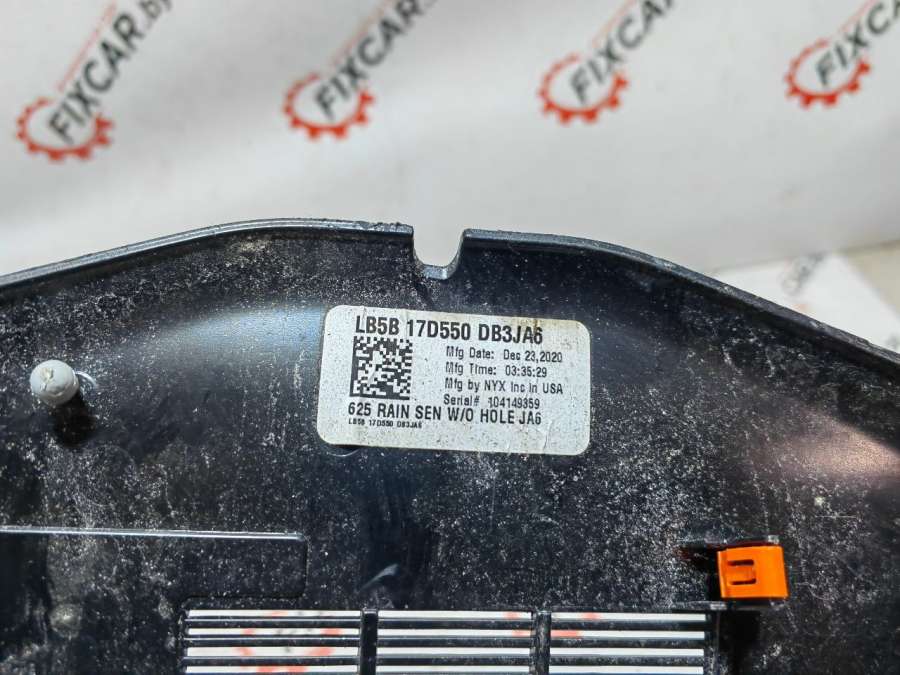 FIXCAR.by
FIXCAR
FIXCAR
FIXCAR
LB5B 17D550 DB3JA6
Mfg Date: Dec 23,2020
Mfg Time: 03:35:29
Mfg by NYX Inc in USA
Serial# 104149359
625 RAIN SEN W/O HOLE JA6
LB5B 17D550 DB3JA6